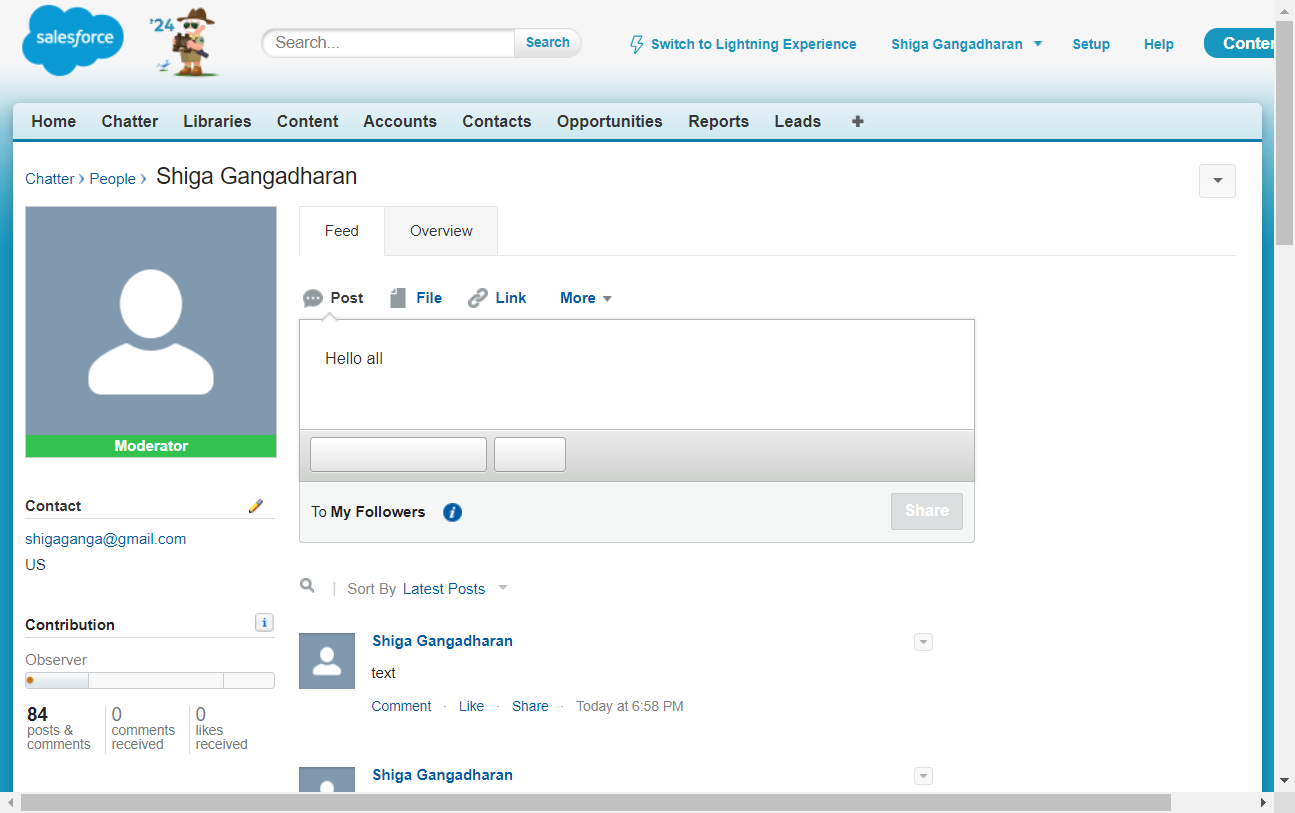 salesforce
'24
Search...
Search
Switch to Lightning Experience
Shiga Gangadharan
Setup
Help
Home
Chatter
Libraries
Content
Accounts
Contacts
Opportunities
Reports
Leads
Chatter › People › Shiga Gangadharan
Moderator
Contact
shigaganga@gmail.com
US
Contribution
Observer
84
posts &
comments
0
comments
received
0
likes
received
Feed
Overview
Post
File
Link
More
Hello all
To My Followers
Share
Sort By Latest Posts
Shiga Gangadharan
text
Comment · Like · Share · Today at 6:58 PM
Shiga Gangadharan